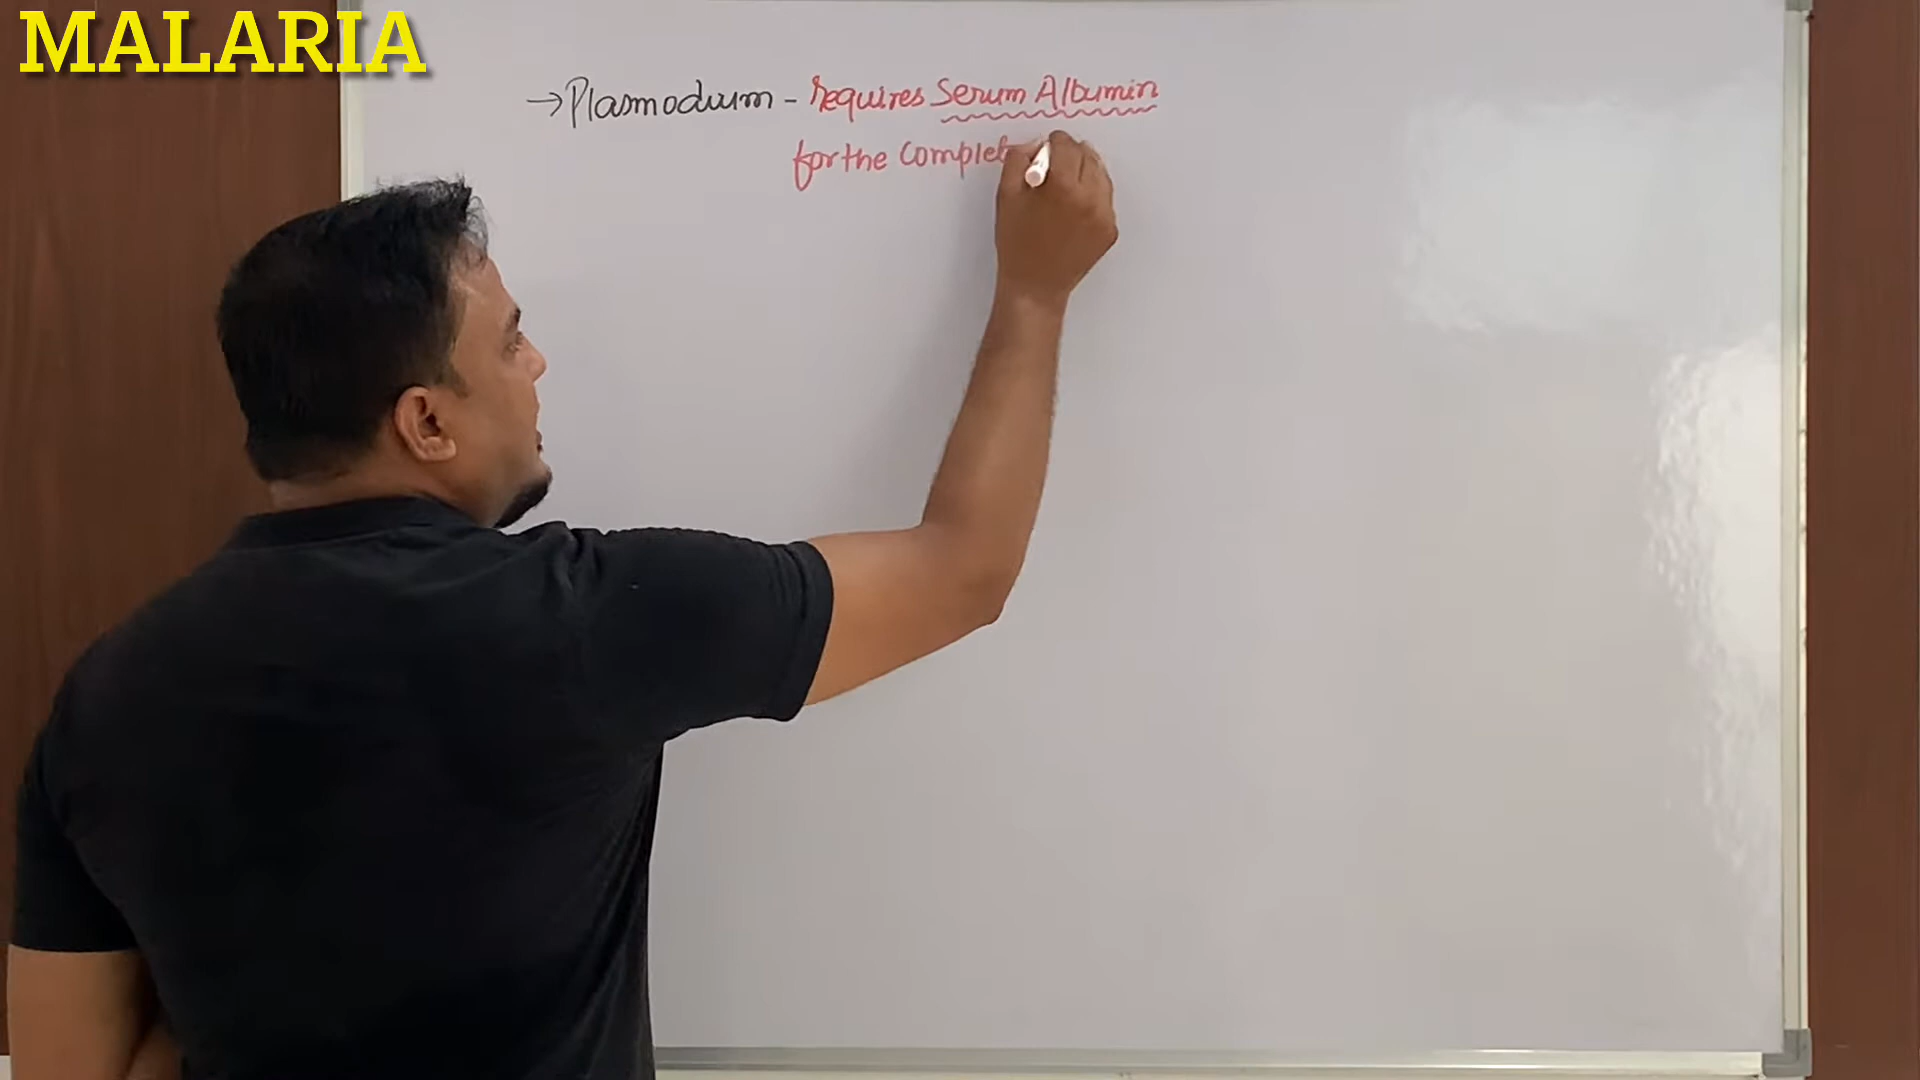 MALARIA
→Plasmodium - requires Serum Albumin
for the Complet